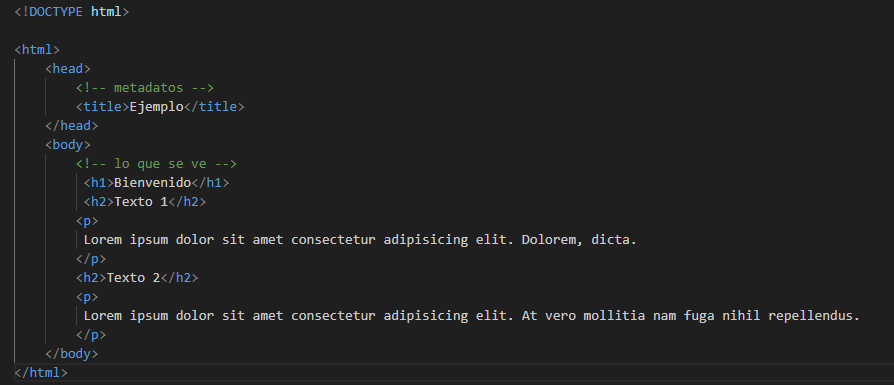 <!DOCTYPE html>
<html>
<head>
<!-- metadatos -->
<title>Ejemplo</title>
</head>
<body>
<!-- lo que se ve -->
<h1>Bienvenido</h1>
<h2>Texto 1</h2>
<p>
Lorem ipsum dolor sit amet consectetur adipisicing elit. Dolorem, dicta.
</p>
<h2>Texto 2</h2>
<p>
Lorem ipsum dolor sit amet consectetur adipisicing elit. At vero mollitia nam fuga nihil repellendus.
</p>
</body>
</html>